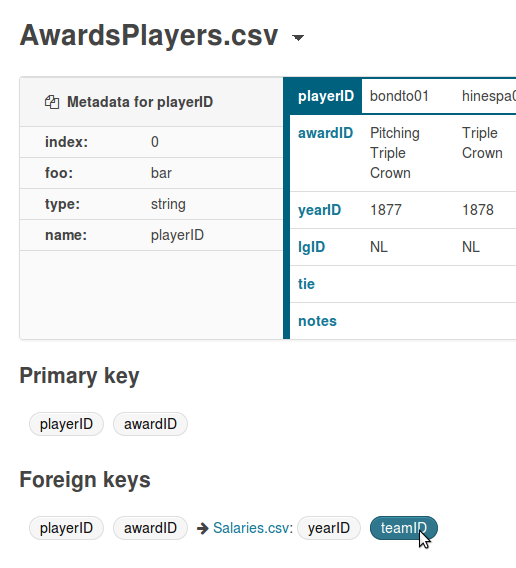 AwardsPlayers.csv
Metadata for playerID
index: 0
foo: bar
type: string
name: playerID
playerID bondto01
awardID Pitching Triple
Triple Crown
Crown
yearID 1877 1878
lgID NL NL
tie
notes
Primary key
playerID awardID
Foreign keys
playerID awardID Salaries.csv: yearID teamID